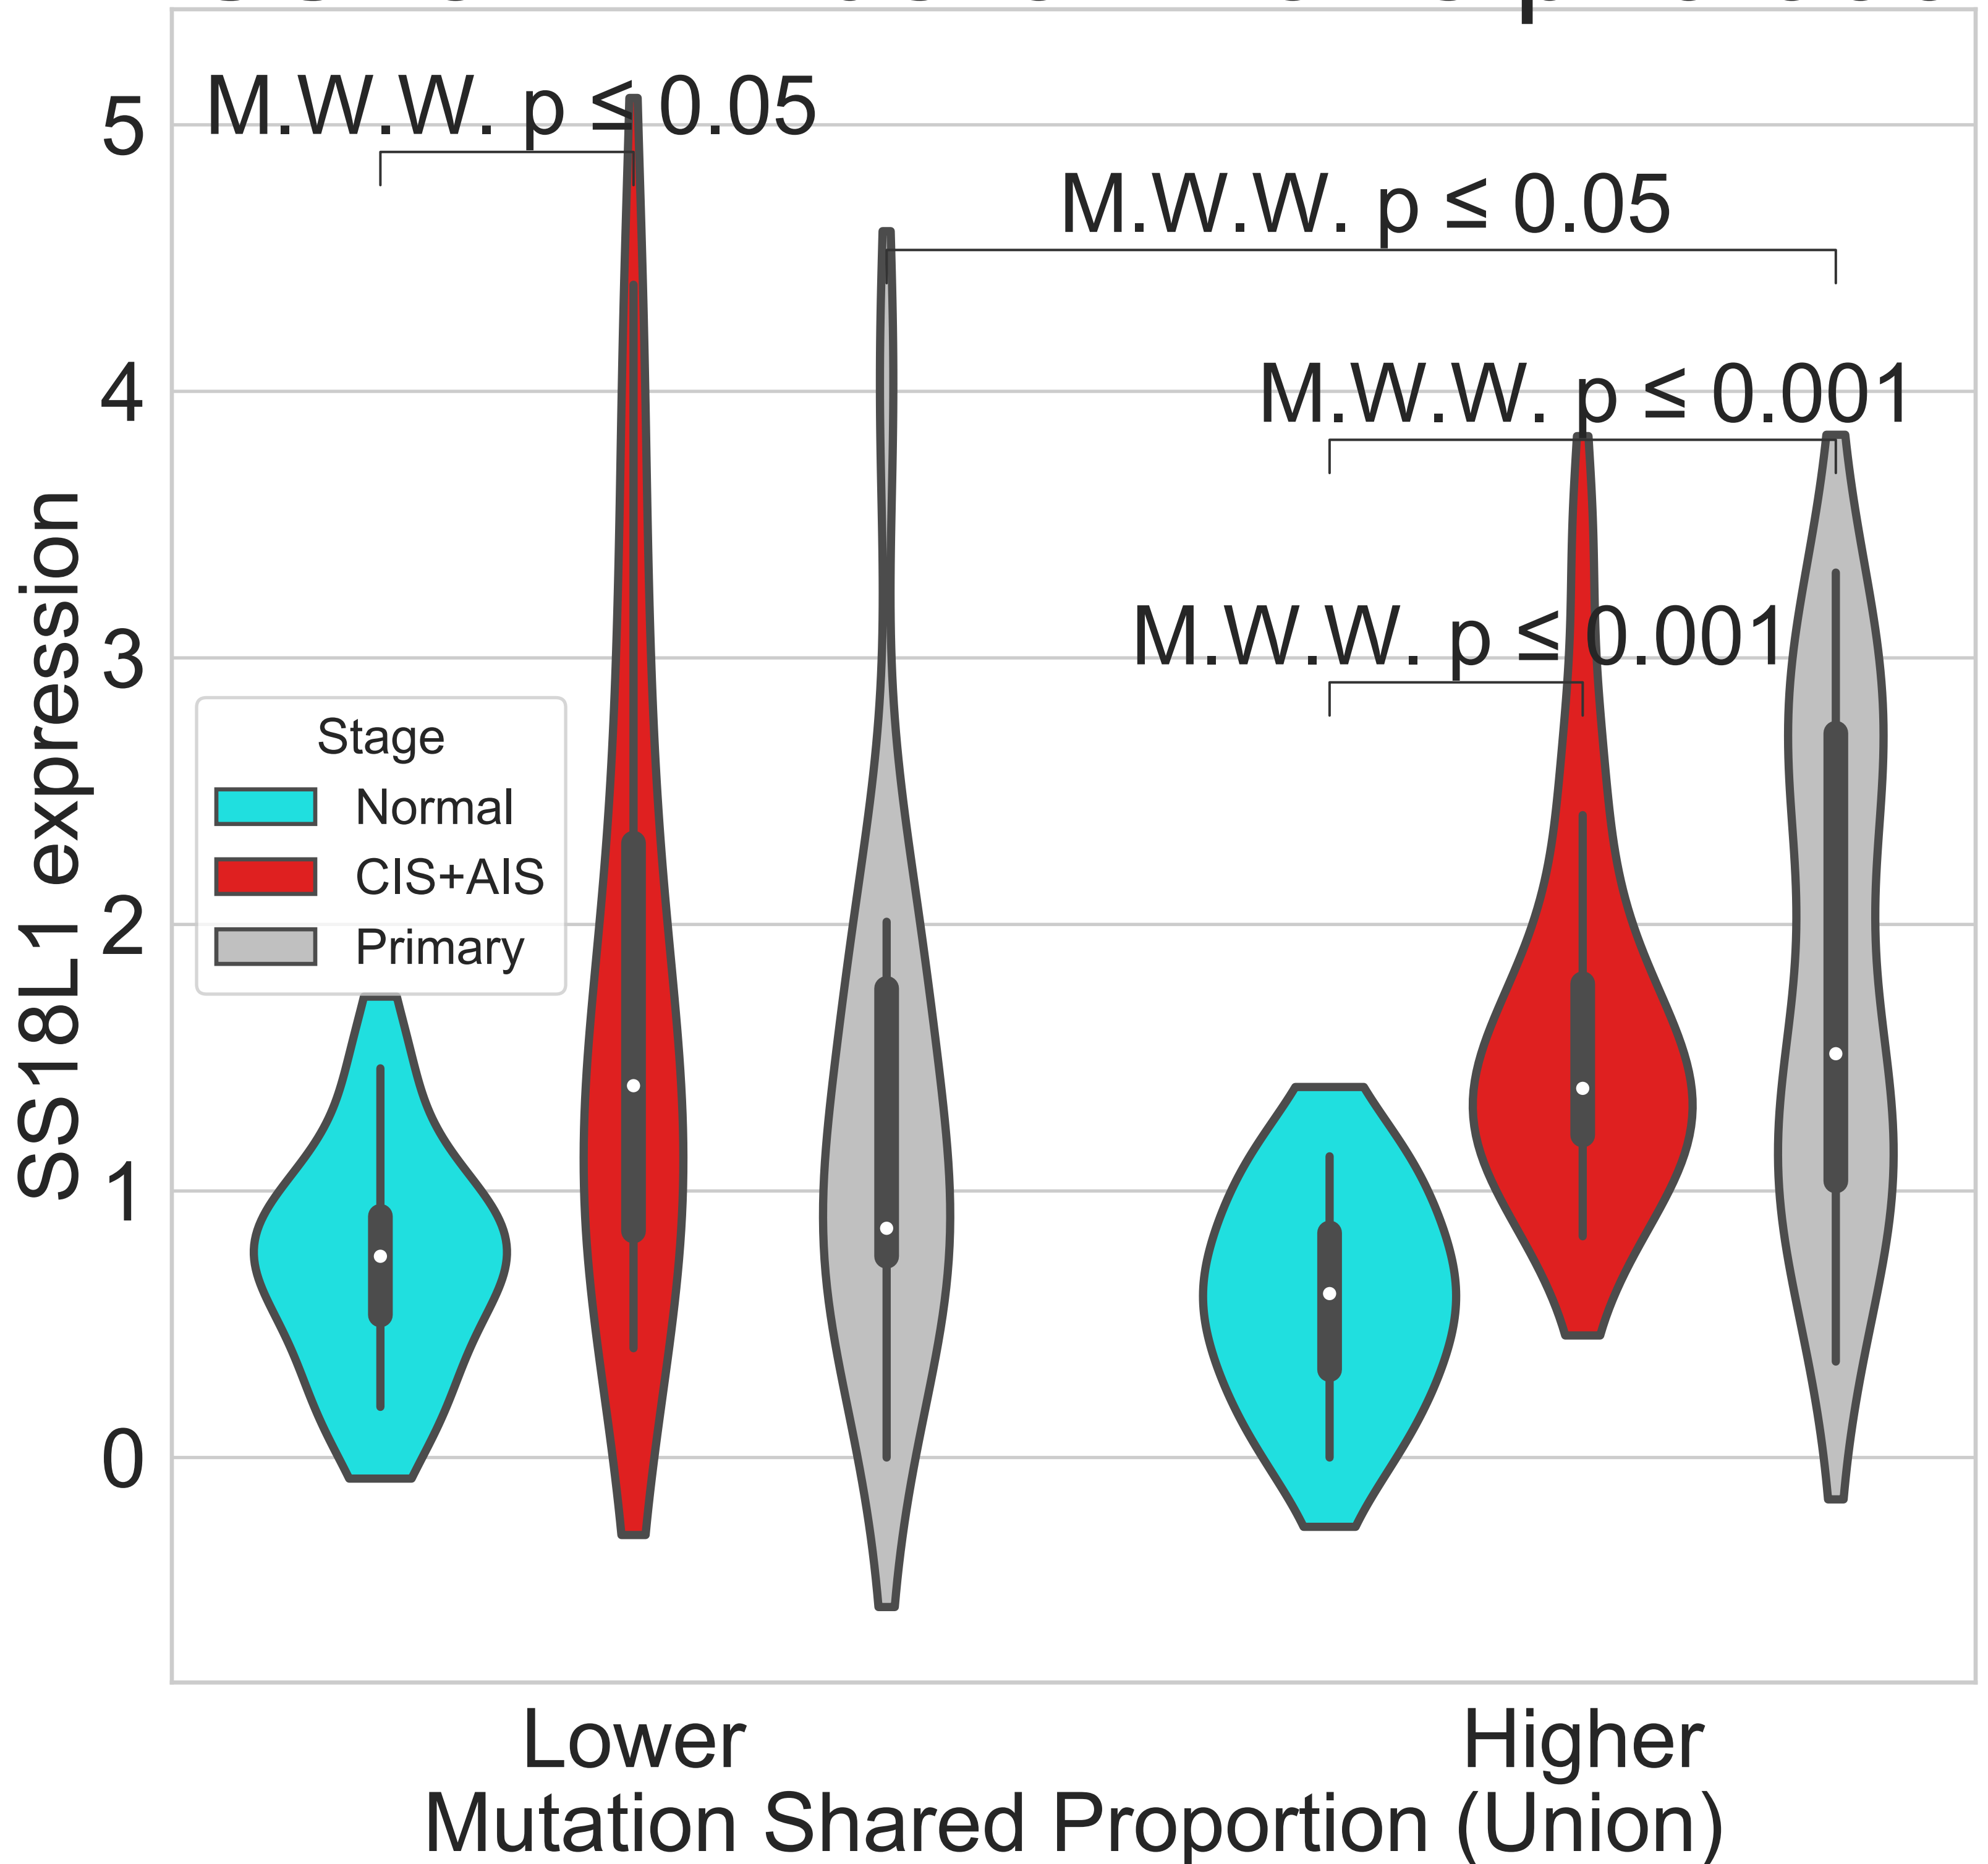 M.W.W. p ≤ 0.05
M.W.W. p ≤ 0.05
M.W.W. p ≤ 0.001
M.W.W. p ≤ 0.001
SS18L1 expression
5
4
3
2
1
0
Stage
Normal
CIS+AIS
Primary
Lower
Higher
Mutation Shared Proportion (Union)